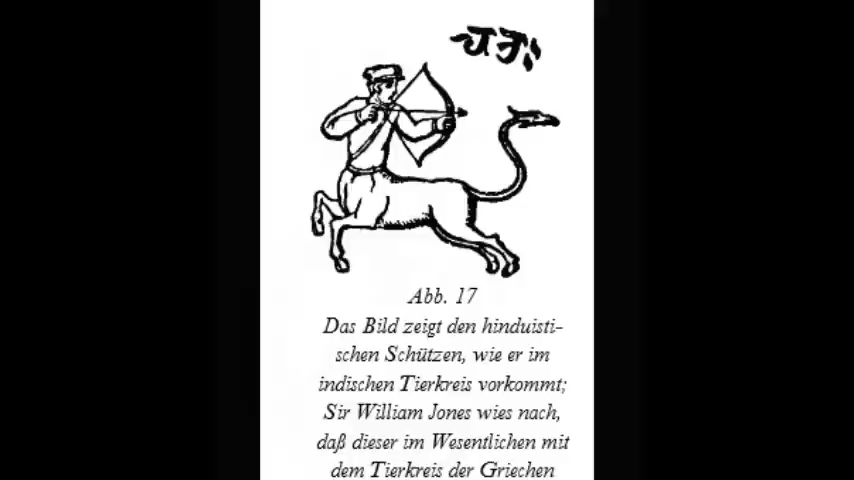 Abb. 17
Das Bild zeigt den hinduisti-
schen Schützen, wie er im
indischen Tierkreis vorkommt;
Sir William Jones wies nach,
daß dieser im Wesentlichen mit
dem Tierkreis der Griechen